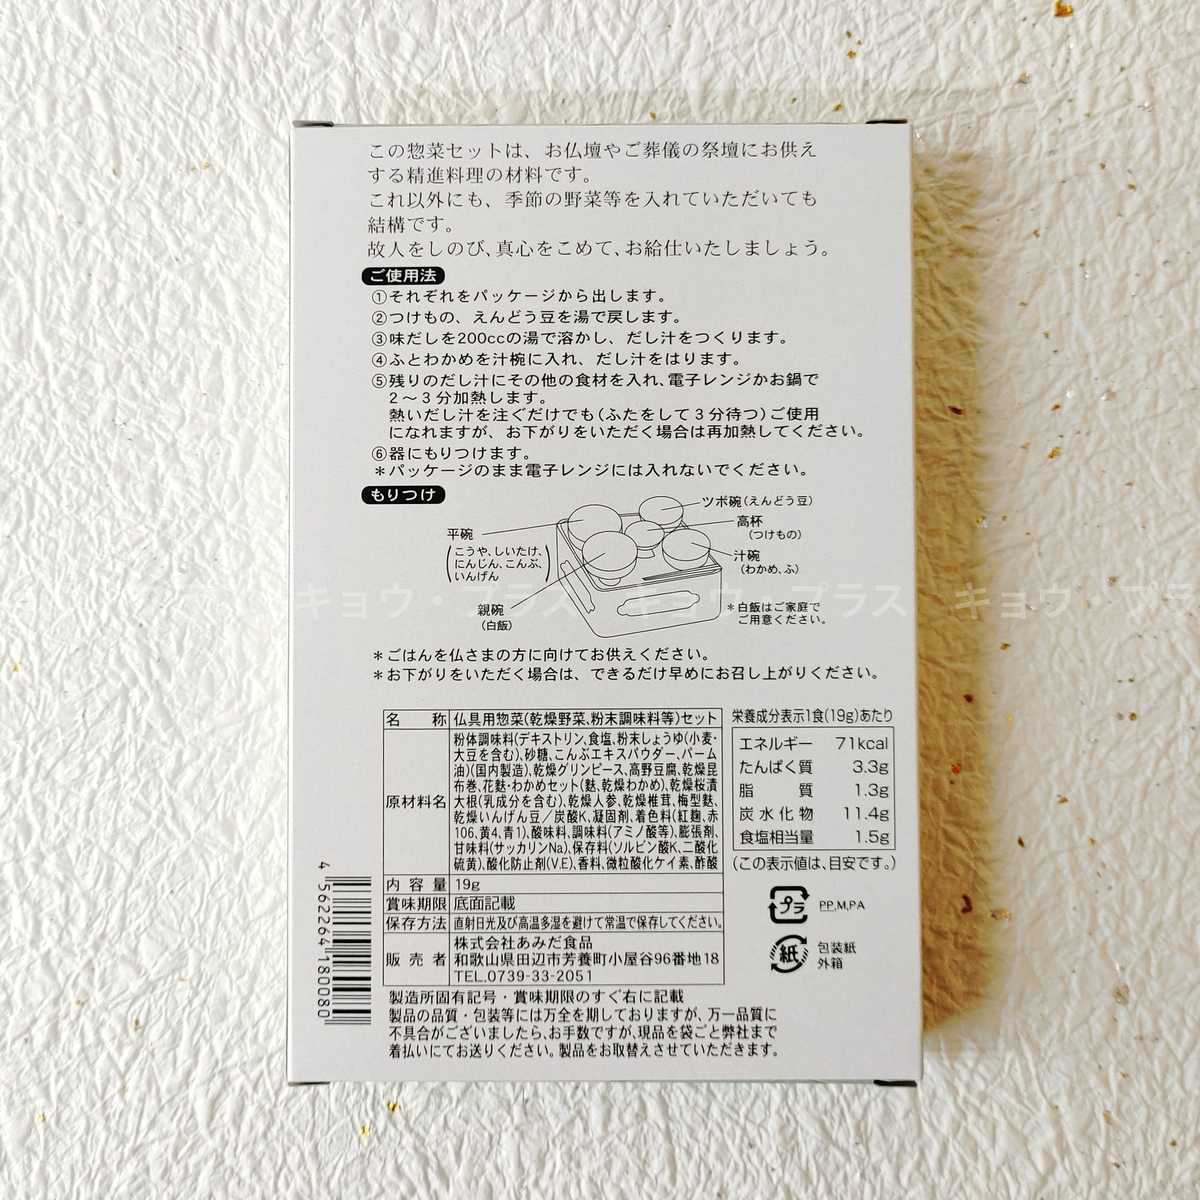 この惣菜セットは、お仏壇やご葬儀の祭壇にお供え
する精進料理の材料です。
これ以外にも、季節の野菜等を入れていただいても
結構です。
故人をしのび、真心をこめて、お給仕いたしましょう。
ご使用法
①それぞれをパッケージから出します。
②つけもの、えんどう豆を湯で戻します。
③味だしを200ccの湯で溶かし、だし汁をつくります。
④ふとわかめを汁椀に入れ、だし汁をはります。
⑤残りのだし汁にその他の食材を入れ、電子レンジかお鍋で
2～3分加熱します。
熱いだし汁を注ぐだけでも(ふたをして3分待つ)ご使用
になれますが、お下がりをいただく場合は再加熱してください。
⑥器にもりつけます。
＊パッケージのまま電子レンジには入れないでください。
もりつけ
ツボ碗(えんどう豆)
高杯
(つけもの)
平碗
(こうや、しいたけ、
にんじん、こんぶ、
いんげん)
汁碗
(わかめ、ふ)
親碗
(白飯)
＊白飯はご家庭で
ご用意ください。
キョウ・プラス キョウ・プラス キョウ・プラス
＊ごはんを仏さまの方に向けてお供えください。
＊お下がりをいただく場合は、できるだけ早めにお召し上がりください。
名称 仏具用惣菜(乾燥野菜、粉末調味料等)セット
原材料名
粉体調味料(デキストリン、食塩、粉末しょうゆ(小麦・
大豆を含む)、砂糖、こんぶエキスパウダー、パーム
油)(国内製造)、乾燥グリンピース、高野豆腐、乾燥昆
布巻、花麩・わかめセット(麩、乾燥わかめ)、乾燥桜漬
大根(乳成分を含む)、乾燥人参、乾燥椎茸、梅型麩、
乾燥いんげん豆／炭酸K、凝固剤、着色料(紅麹、赤
106、黄4、青1)、酸味料、調味料(アミノ酸等)、膨張剤、
甘味料(サッカリンNa)、保存料(ソルビン酸K、二酸化
硫黄)、酸化防止剤(V.E)、香料、微粒酸化ケイ素、酢酸
内容量 19g
賞味期限 底面記載
保存方法 直射日光及び高温多湿を避けて常温で保存してください。
販売者
株式会社あみだ食品
和歌山県田辺市芳養町小屋谷96番地18
TEL.0739-33-2051
栄養成分表示1食(19g)あたり
エネルギー 71kcal
たんぱく質 3.3g
脂質 1.3g
炭水化物 11.4g
食塩相当量 1.5g
(この表示値は、目安です。)
プラ PP,M,PA
紙 包装紙
外箱
4 562264 180080
製造所固有記号・賞味期限のすぐ右に記載
製品の品質・包装等には万全を期しておりますが、万一品質に
不具合がございましたら、お手数ですが、現品を袋ごと弊社まで
着払いにてお送りください。製品をお取替えさせていただきます。